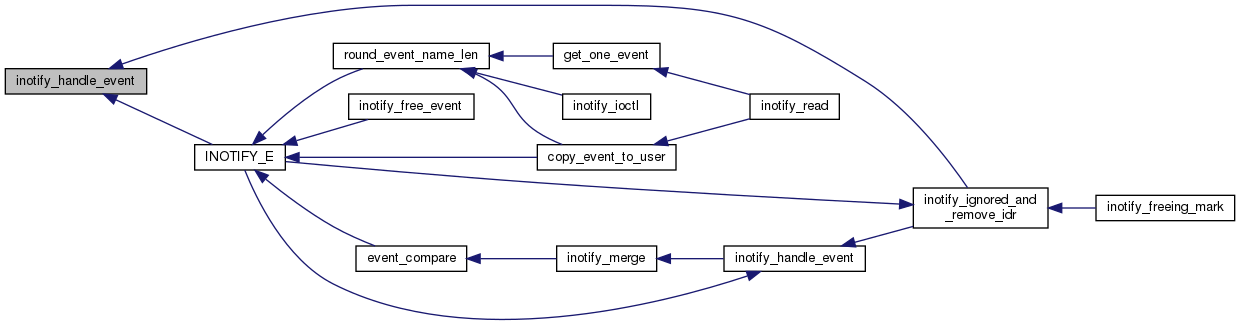 inotify_handle_event
round_event_name_len
get_one_event
inotify_free_event
inotify_ioctl
inotify_read
INOTIFY_E
copy_event_to_user
inotify_ignored_and
_remove_idr
inotify_freeing_mark
event_compare
inotify_merge
inotify_handle_event